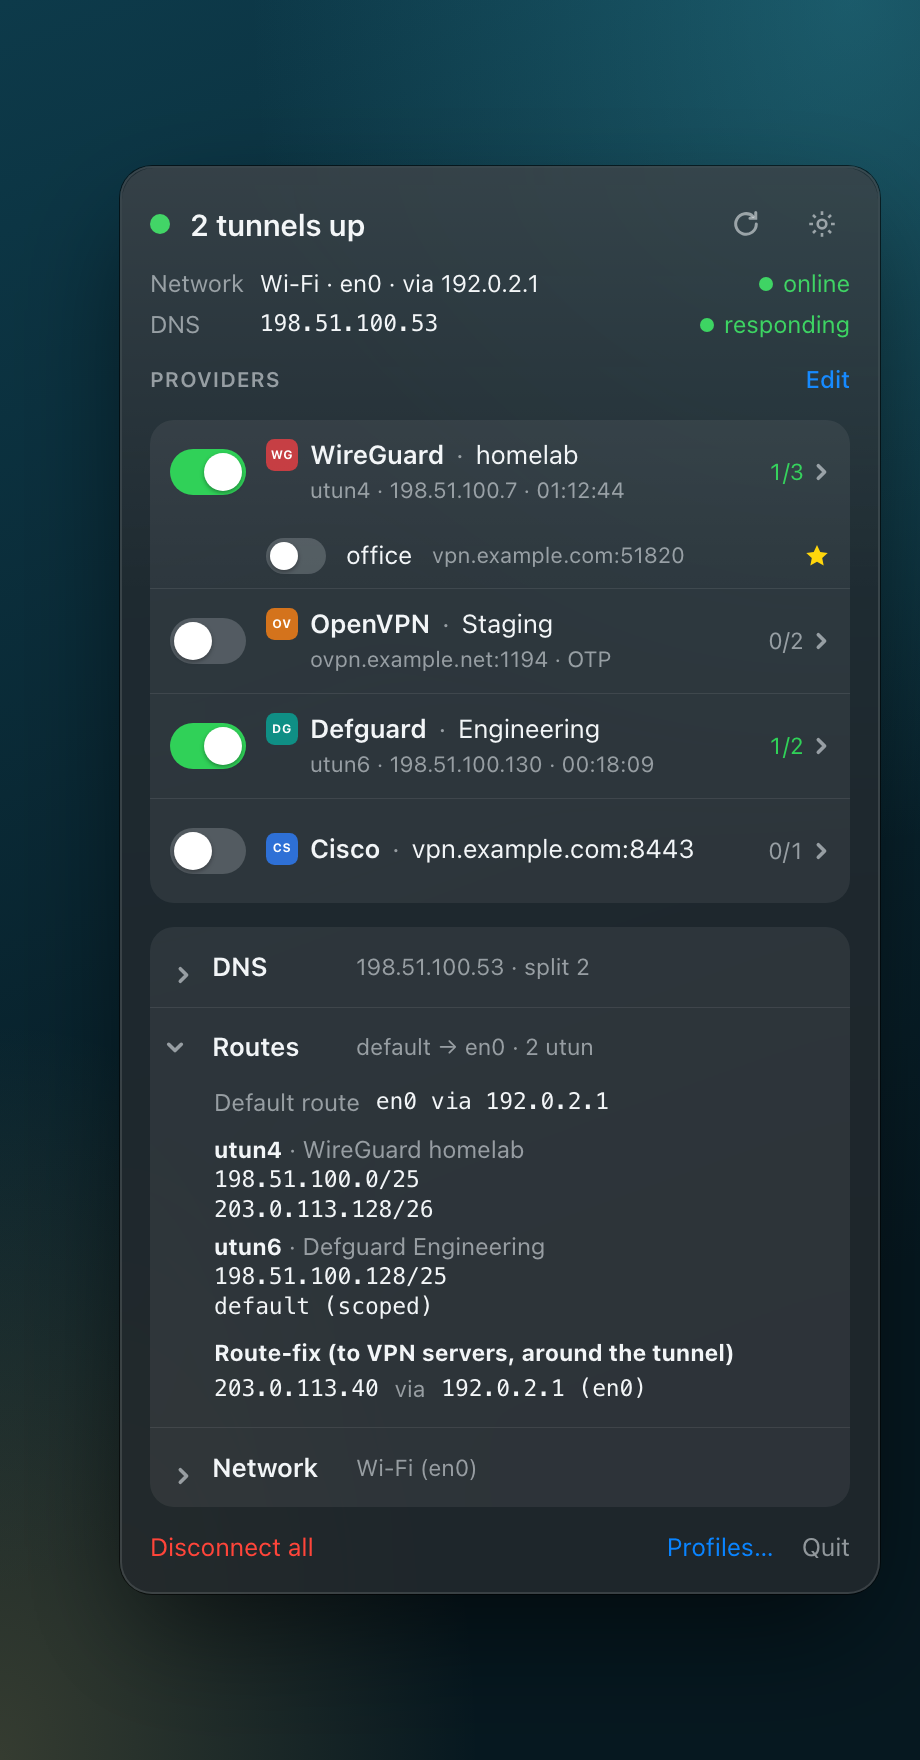 2 tunnels up
Network Wi-Fi · en0 · via 192.0.2.1 online
DNS 198.51.100.53 responding
PROVIDERS Edit
WG WireGuard · homelab
utun4 · 198.51.100.7 · 01:12:44 1/3
office vpn.example.com:51820
OV OpenVPN · Staging
ovpn.example.net:1194 · OTP 0/2
DG Defguard · Engineering
utun6 · 198.51.100.130 · 00:18:09 1/2
CS Cisco · vpn.example.com:8443 0/1
DNS 198.51.100.53 · split 2
Routes default → en0 · 2 utun
Default route en0 via 192.0.2.1
utun4 · WireGuard homelab
198.51.100.0/25
203.0.113.128/26
utun6 · Defguard Engineering
198.51.100.128/25
default (scoped)
Route-fix (to VPN servers, around the tunnel)
203.0.113.40 via 192.0.2.1 (en0)
Network Wi-Fi (en0)
Disconnect all Profiles... Quit